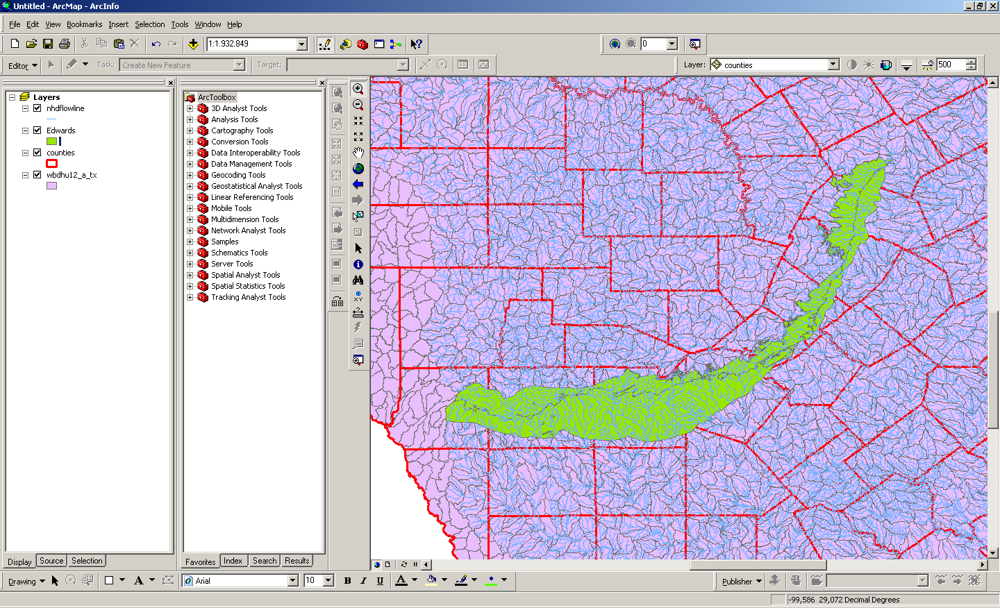 Untitled - ArcMap - ArcInfo
File Edit View Bookmarks Insert Selection Tools Window Help
1:1.932.849
0
Editor Task: Create New Feature Target:
Layer: counties 500
Layers
nhdflowline
Edwards
counties
wbdhu12_a_tx
Display Source Selection
ArcToolbox
3D Analyst Tools
Analysis Tools
Cartography Tools
Conversion Tools
Data Interoperability Tools
Data Management Tools
Geocoding Tools
Geostatistical Analyst Tools
Linear Referencing Tools
Mobile Tools
Multidimension Tools
Network Analyst Tools
Samples
Schematics Tools
Server Tools
Spatial Analyst Tools
Spatial Statistics Tools
Tracking Analyst Tools
Favorites Index Search Results
1:1
XY
Drawing A Arial 10 B I U A
Publisher
-99,586 29,072 Decimal Degrees